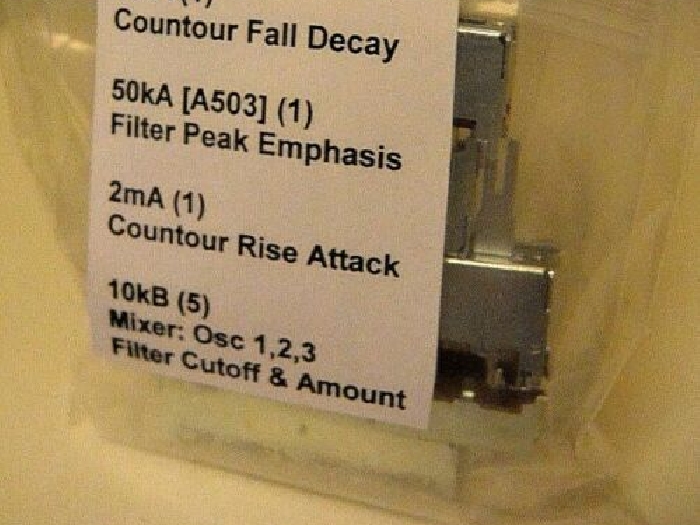 Countour Fall Decay
50kA [A503] (1)
Filter Peak Emphasis
2mA (1)
Countour Rise Attack
10kB (5)
Mixer: Osc 1,2,3
Filter Cutoff & Amount